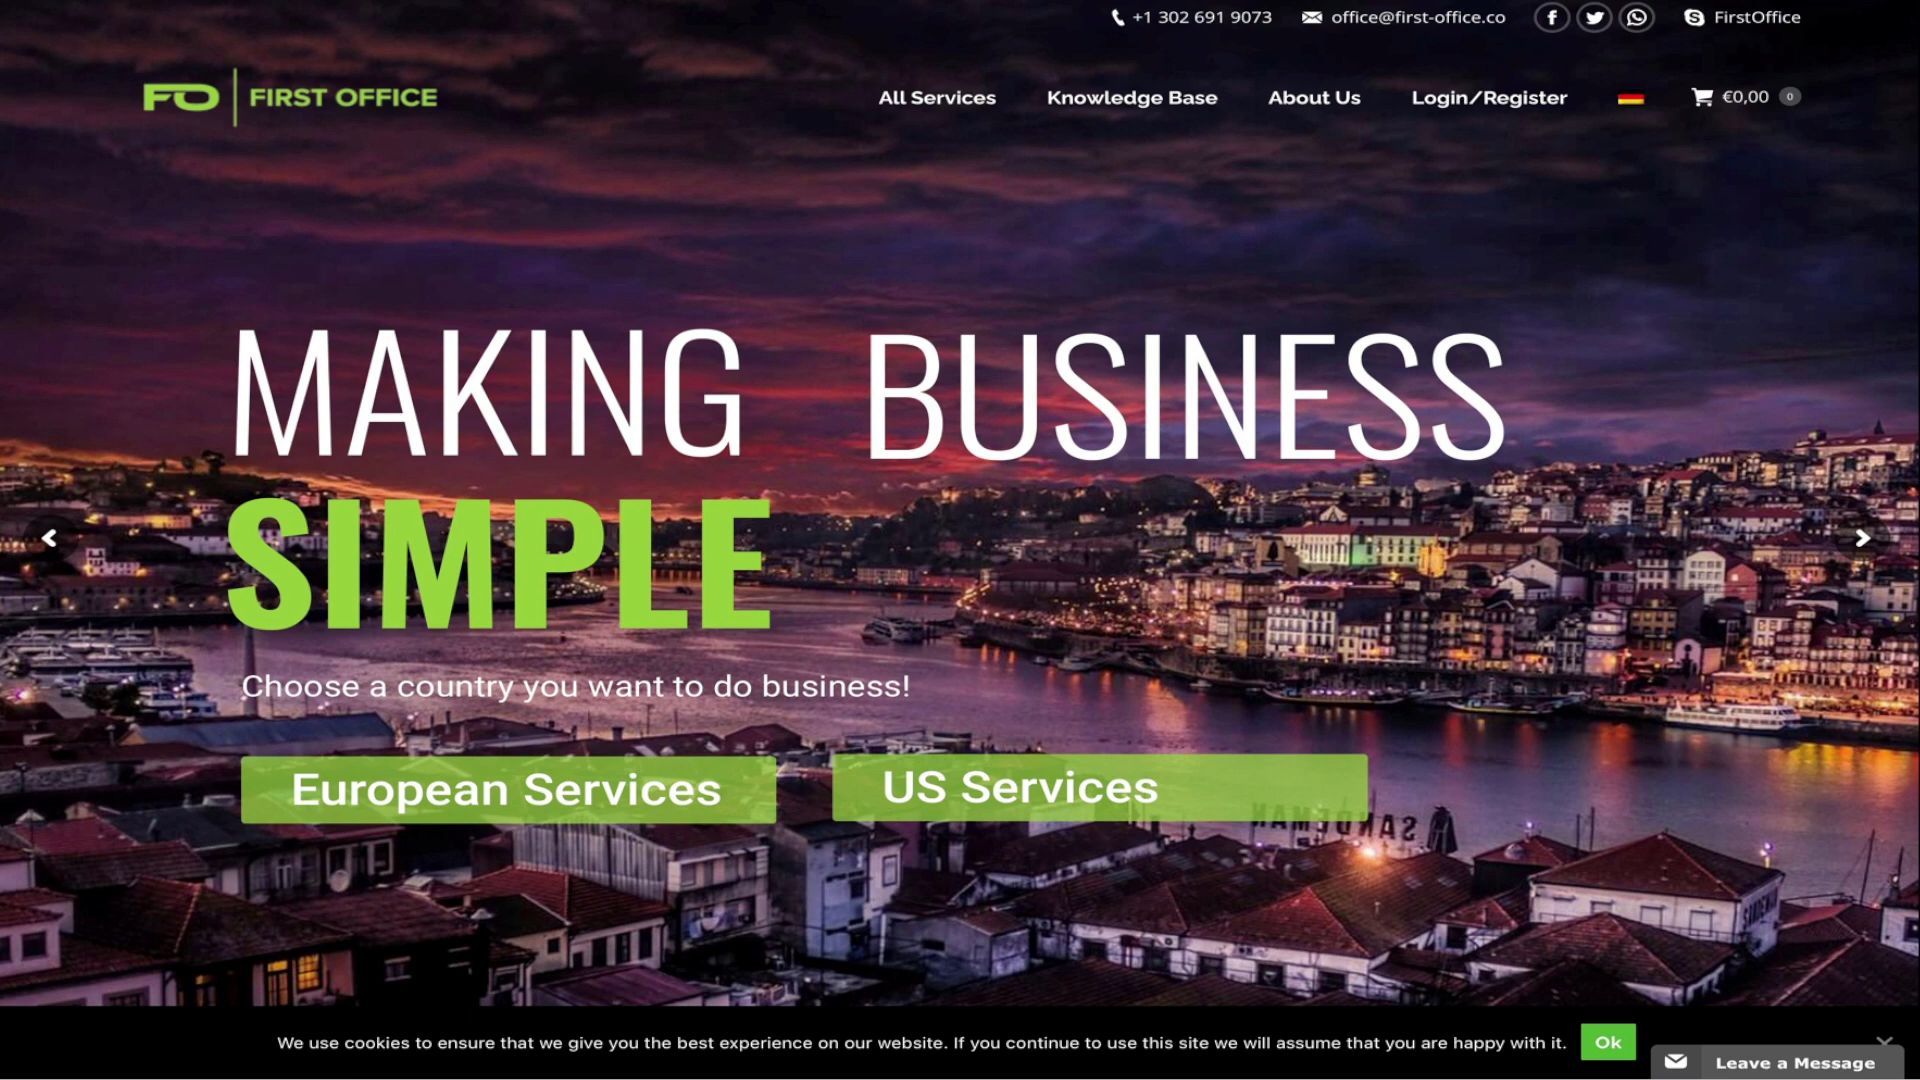 +1 302 691 9073 office@first-office.co FirstOffice
FO FIRST OFFICE
All Services Knowledge Base About Us Login/Register €0,00 0
MAKING BUSINESS
SIMPLE
Choose a country you want to do business!
European Services US Services
SANDEMAN
SANDEMAN
We use cookies to ensure that we give you the best experience on our website. If you continue to use this site we will assume that you are happy with it. Ok
Leave a Message